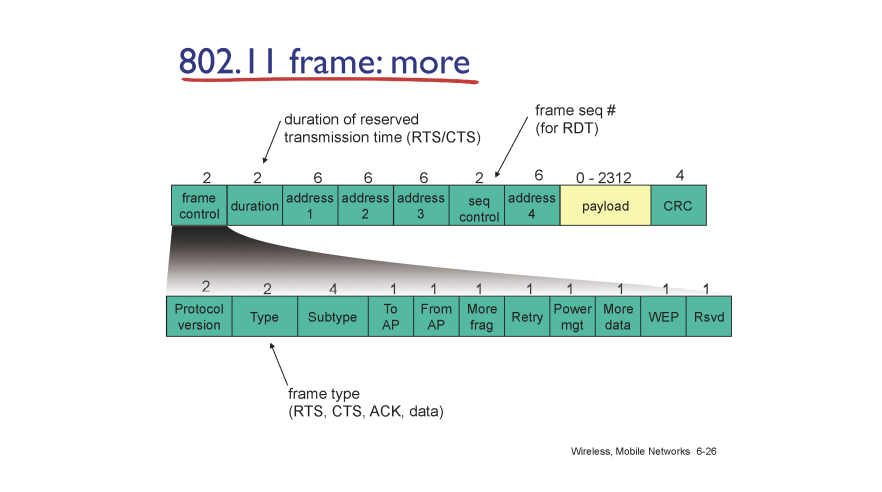 802.11 frame: more
duration of reserved
transmission time (RTS/CTS)
frame seq #
(for RDT)
2 2 6 6 6 2 6 0 - 2312 4
frame control duration address 1 address 2 address 3 seq control address 4 payload CRC
2 2 4 1 1 1 1 1 1 1 1
Protocol version Type Subtype To AP From AP More frag Retry Power mgt More data WEP Rsvd
frame type
(RTS, CTS, ACK, data)
Wireless, Mobile Networks 6-26